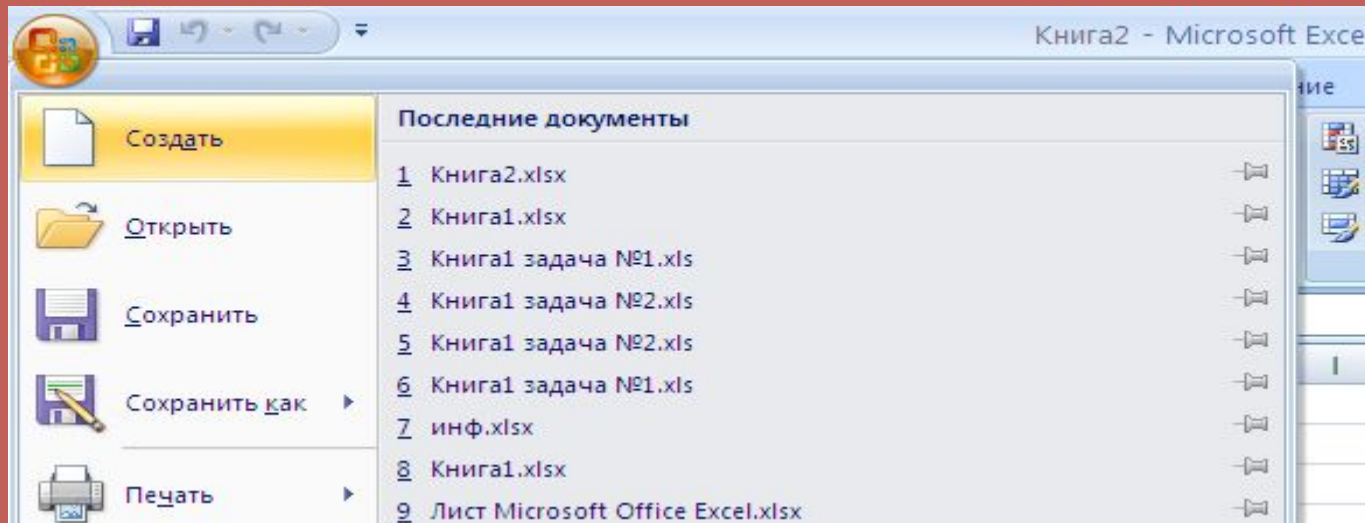 Книга2 - Microsoft Exce
ние
Создать
Открыть
Сохранить
Сохранить как
Печать
Последние документы
1 Книга2.xlsx
2 Книга1.xlsx
3 Книга1 задача №1.xls
4 Книга1 задача №2.xls
5 Книга1 задача №2.xls
6 Книга1 задача №1.xls
7 инф.xlsx
8 Книга1.xlsx
9 Лист Microsoft Office Excel.xlsx
I